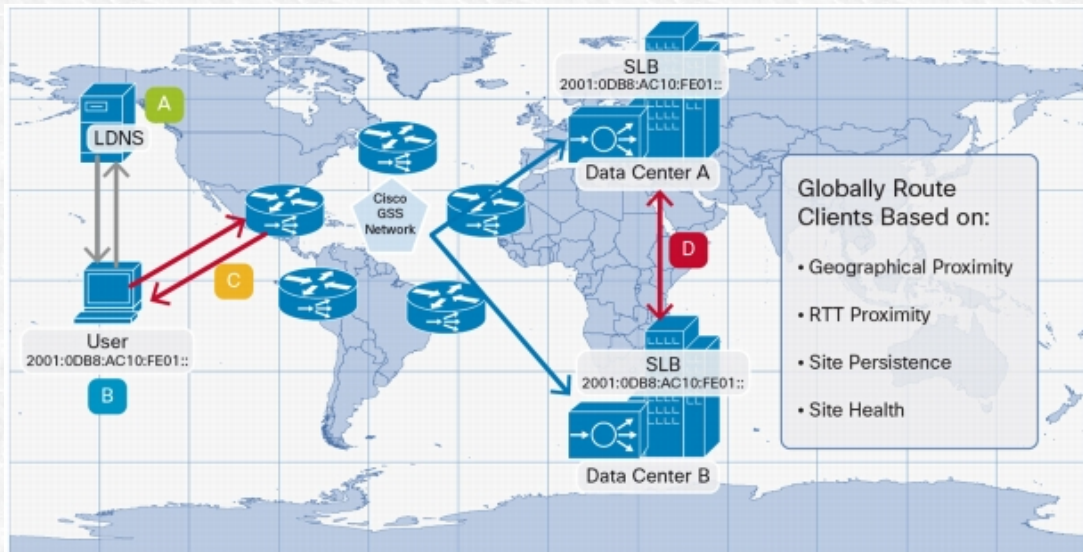 A
LDNS
User
2001:0DB8:AC10:FE01::
B
C
Cisco
GSS
Network
SLB
2001:0DB8:AC10:FE01::
Data Center A
D
SLB
2001:0DB8:AC10:FE01::
Data Center B
Globally Route
Clients Based on:
• Geographical Proximity
• RTT Proximity
• Site Persistence
• Site Health